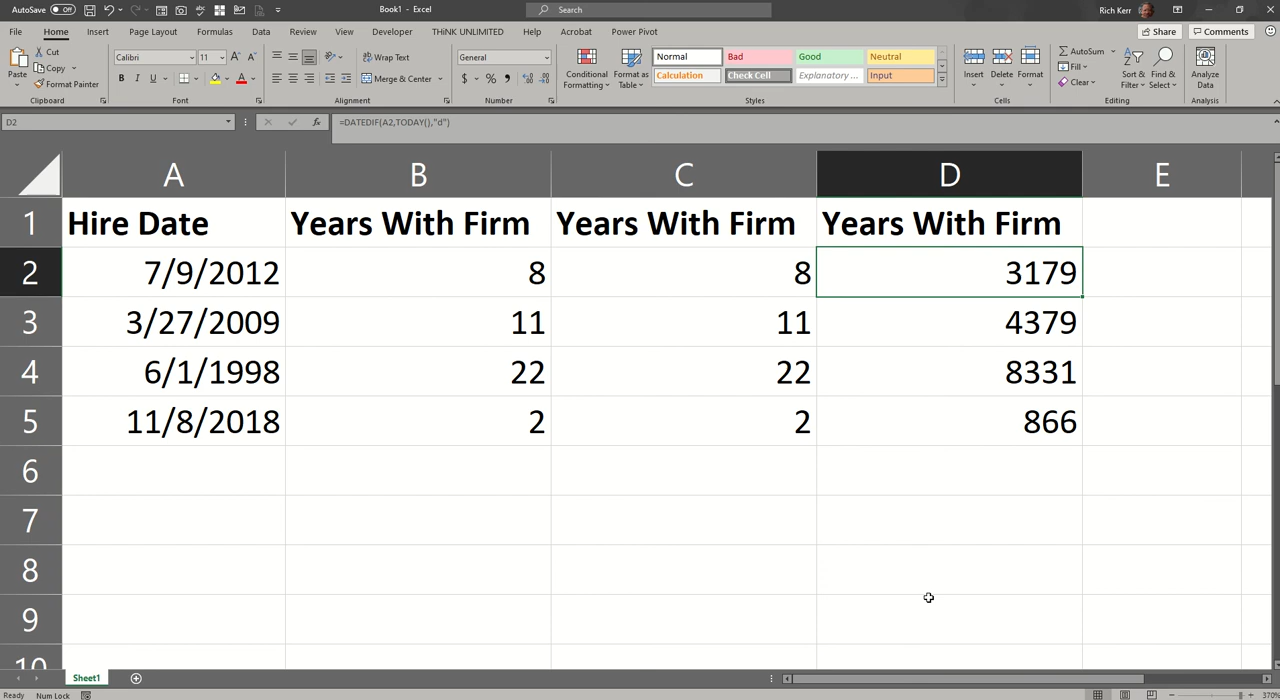 AutoSave Off Book1 - Excel Search Rich Kerr
File Home Insert Page Layout Formulas Data Review View Developer THiNK UNLIMITED Help Acrobat Power Pivot Share Comments
Paste Cut Copy Format Painter
Calibri 11
B I U A
Wrap Text
Merge & Center
General
$ %
Conditional Formatting Format as Table
Normal Bad Good Neutral
Calculation Check Cell Explanatory ... Input
Insert Delete Format
AutoSum Fill Clear
Sort & Filter Find & Select
Analyze Data
Clipboard Font Alignment Number Styles Cells Editing Analysis
D2 fx =DATEDIF(A2,TODAY(),"d")
A B C D E
1 Hire Date Years With Firm Years With Firm Years With Firm
2 7/9/2012 8 8 3179
3 3/27/2009 11 11 4379
4 6/1/1998 22 22 8331
5 11/8/2018 2 2 866
6
7
8
9
10
Sheet1
Ready Num Lock 370%